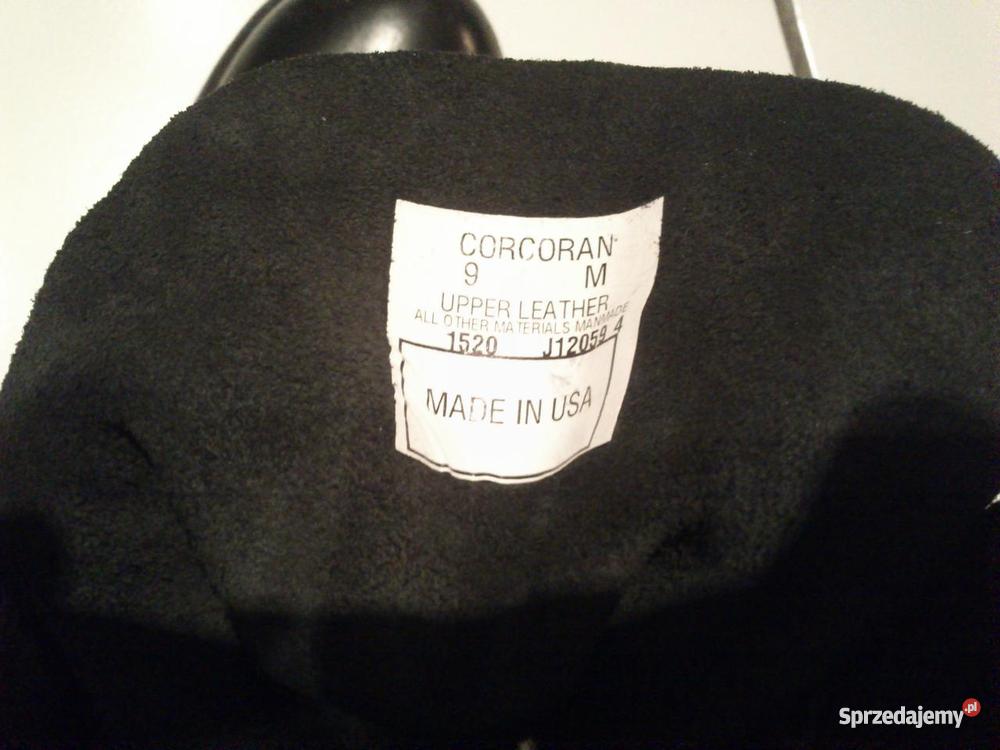 CORCORAN
9 M
UPPER LEATHER
ALL OTHER MATERIALS MANMADE
1520 J12059 4
MADE IN USA
Sprzedajemy.pl